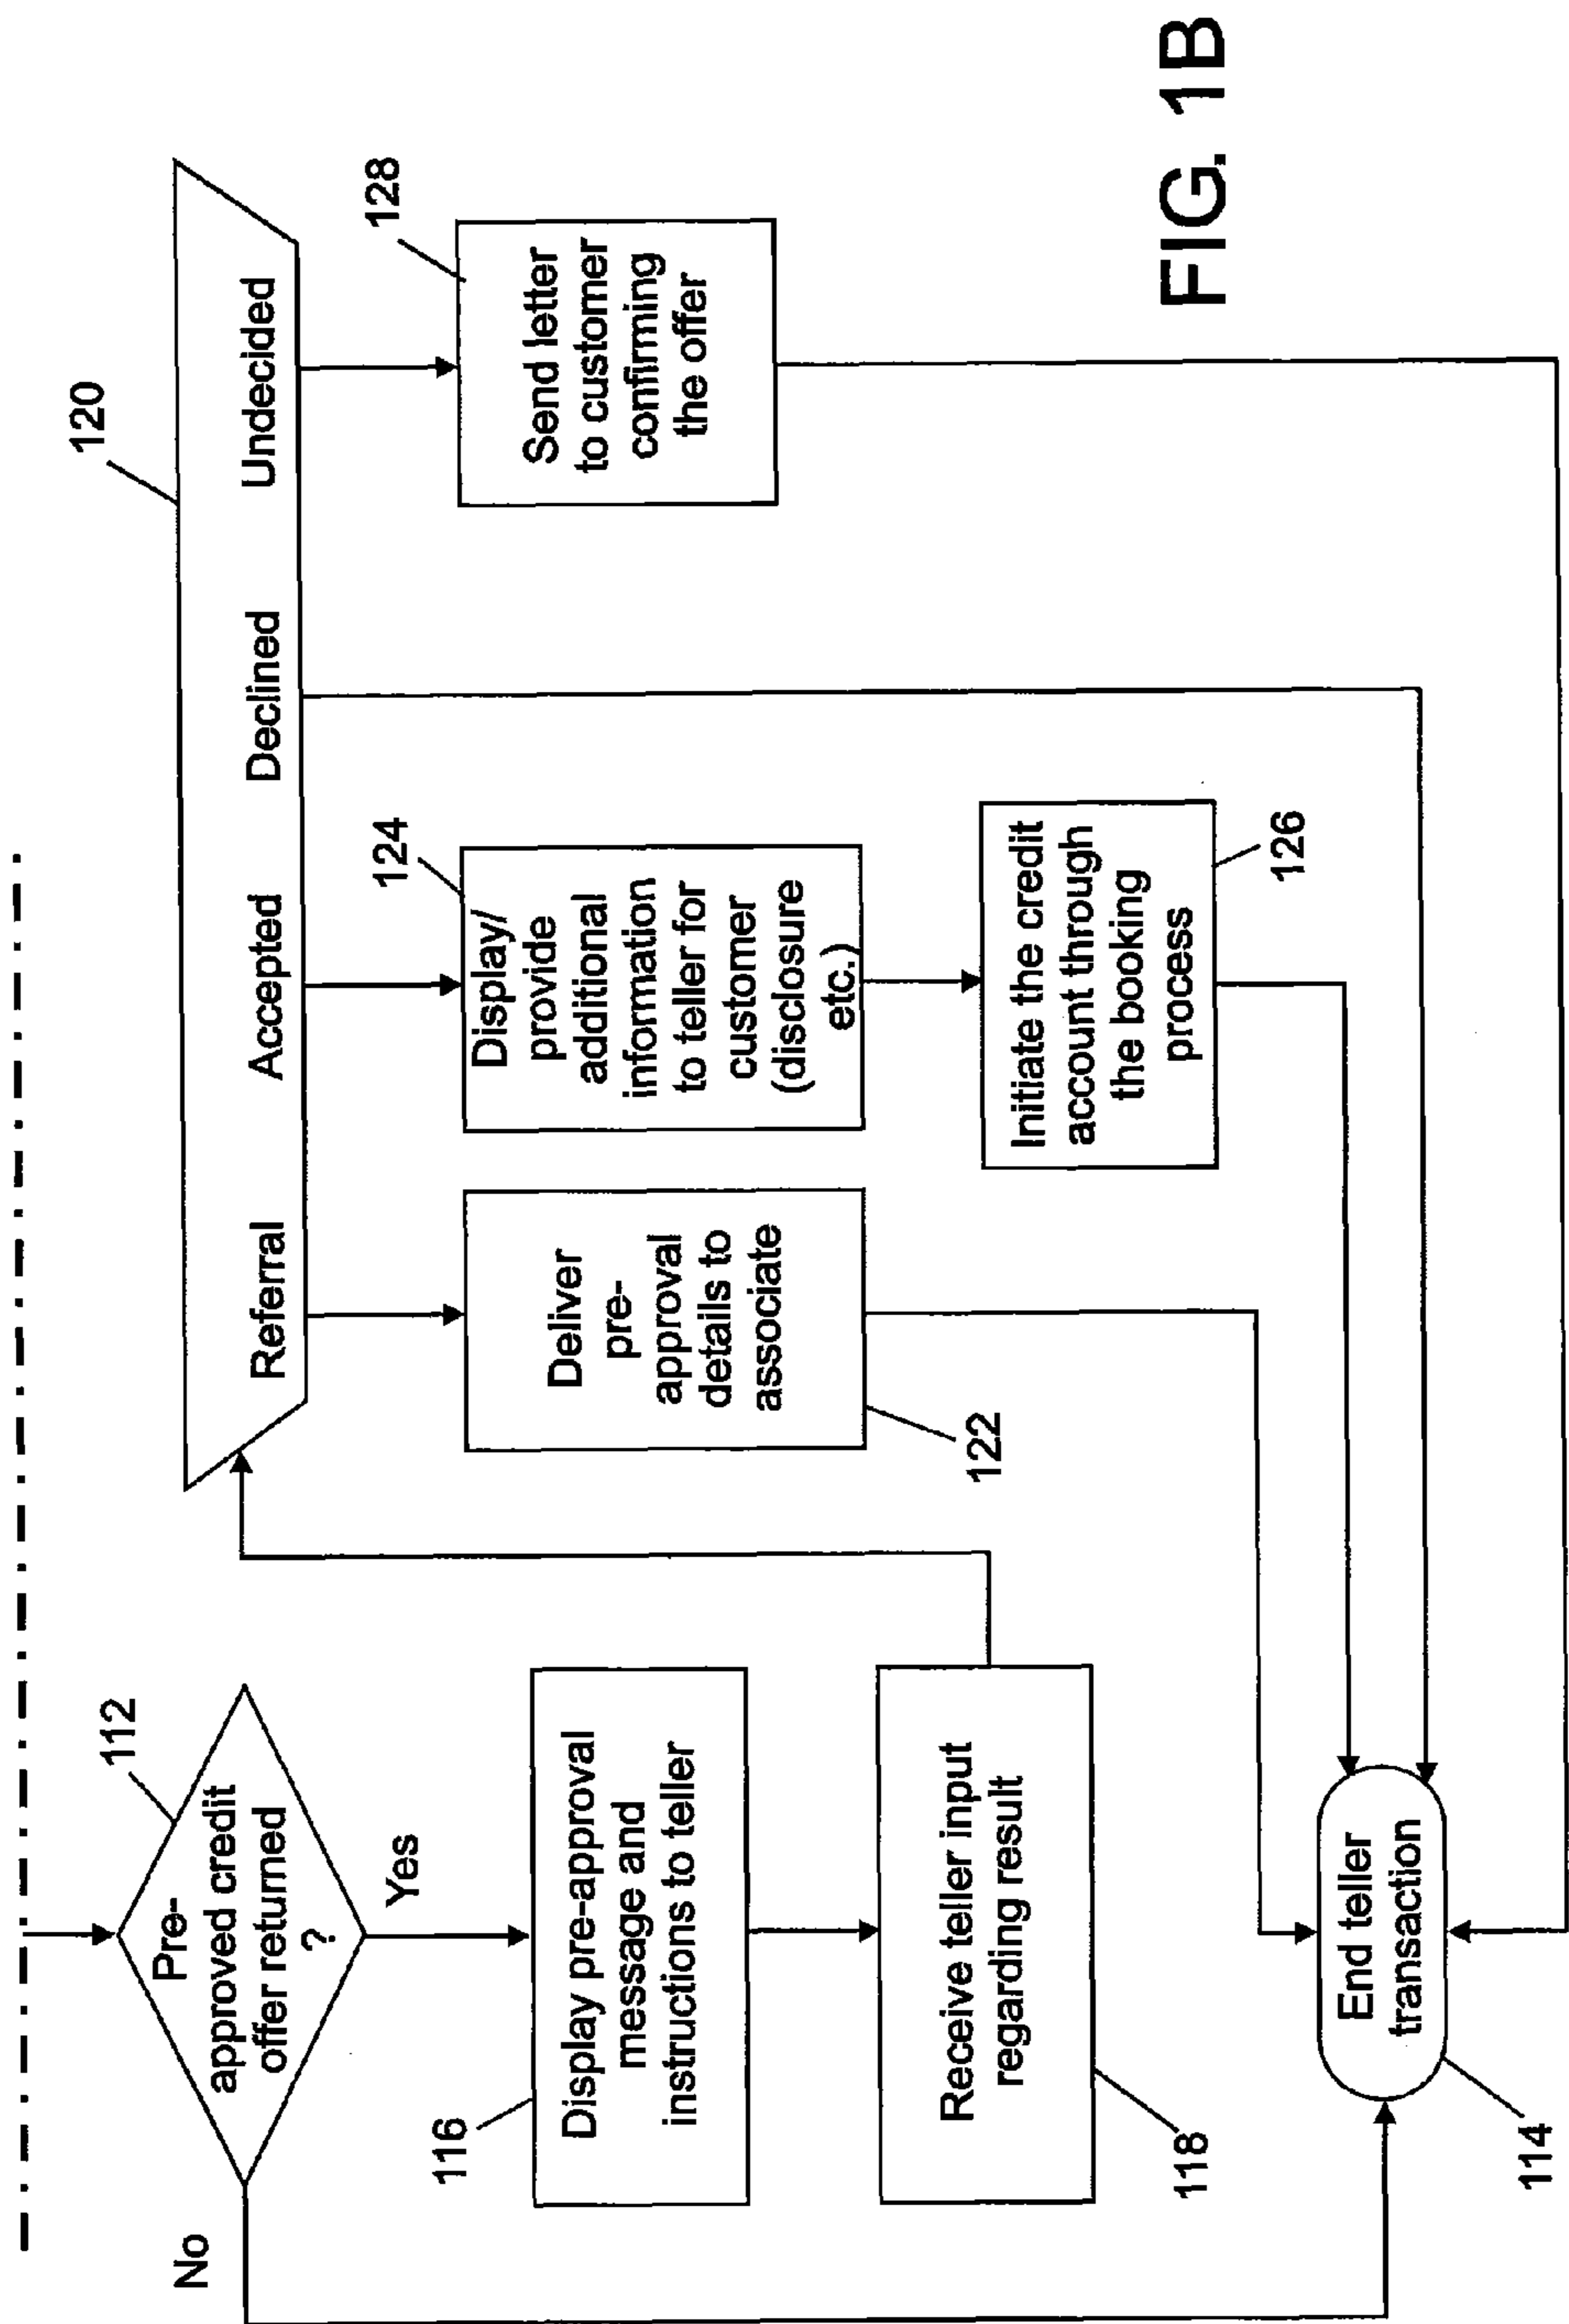 112
Pre-
approved credit
offer returned
?
No
Yes
116
Display pre-approval
message and
instructions to teller
118
Receive teller input
regarding result
120
Referral
Accepted
Declined
Undecided
122
Deliver
pre-
approval
details to
associate
124
Display/
provide
additional
information
to teller for
customer
(disclosure
etc.)
126
Initiate the credit
account through
the booking
process
128
Send letter
to customer
confirming
the offer
End teller
transaction
114
FIG. 1B